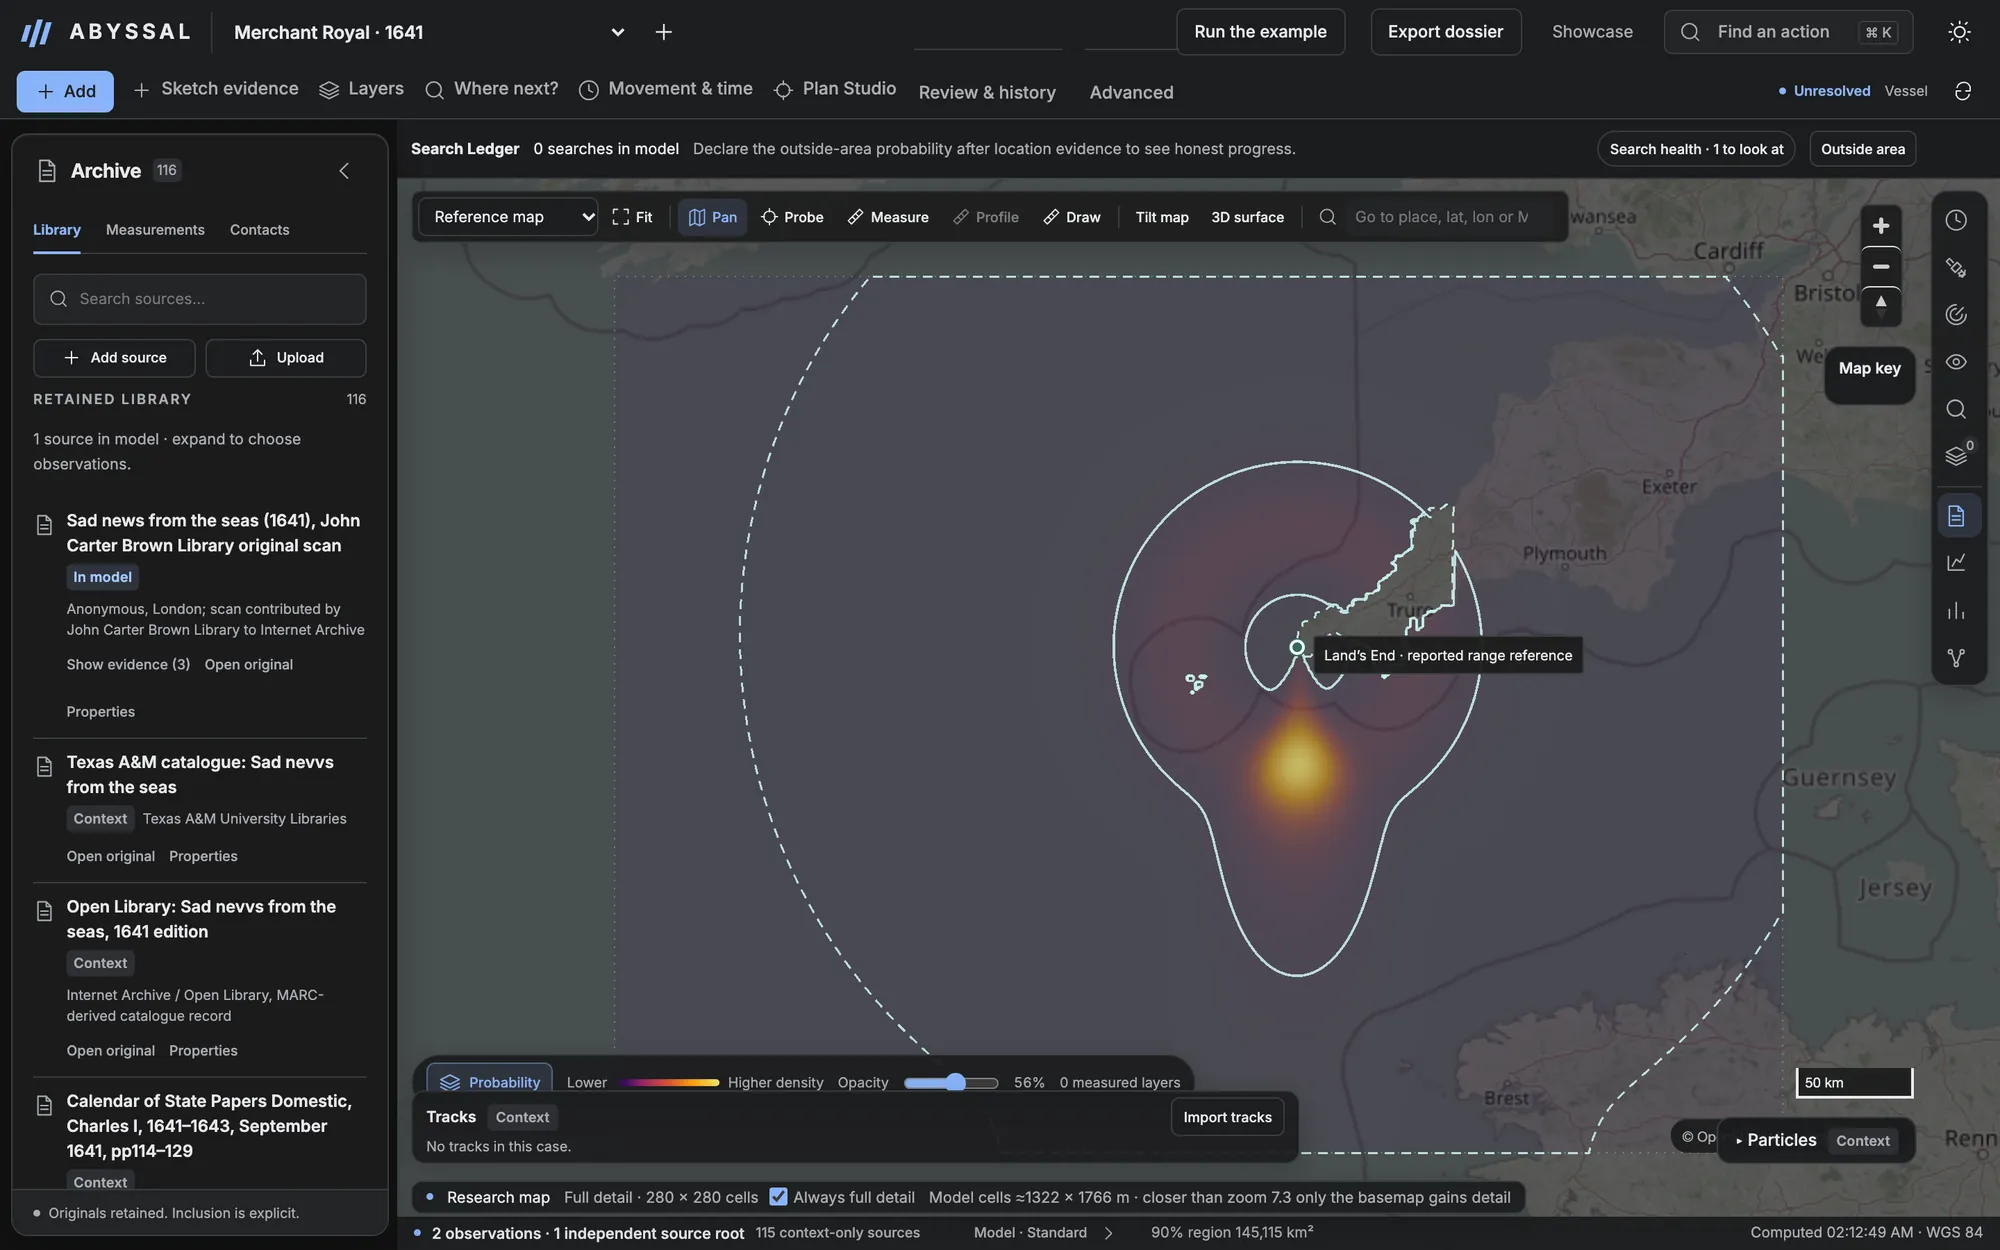 ABYSSAL
Merchant Royal · 1641
Run the example
Export dossier
Showcase
Find an action
⌘ K
Add
Sketch evidence
Layers
Where next?
Movement & time
Plan Studio
Review & history
Advanced
Unresolved
Vessel
Archive
116
Library
Measurements
Contacts
Search sources...
Add source
Upload
RETAINED LIBRARY
116
1 source in model · expand to choose
observations.
Sad news from the seas (1641), John
Carter Brown Library original scan
In model
Anonymous, London; scan contributed by
John Carter Brown Library to Internet Archive
Show evidence (3)
Open original
Properties
Texas A&M catalogue: Sad nevvs
from the seas
Context
Texas A&M University Libraries
Open original
Properties
Open Library: Sad nevvs from the
seas, 1641 edition
Context
Internet Archive / Open Library, MARC-
derived catalogue record
Open original
Properties
Calendar of State Papers Domestic,
Charles I, 1641–1643, September
1641, pp114–129
Context
Originals retained. Inclusion is explicit.
Search Ledger
0 searches in model
Declare the outside-area probability after location evidence to see honest progress.
Search health · 1 to look at
Outside area
Reference map
Fit
Pan
Probe
Measure
Profile
Draw
Tilt map
3D surface
Go to place, lat, lon or M
wansea
Cardiff
Bristol
We
Map key
0
Exeter
Plymouth
Truro
Land's End · reported range reference
Guernsey
Jersey
Brest
Renn
50 km
© Op
Particles
Context
Probability
Lower
Higher density
Opacity
56%
0 measured layers
Tracks
Context
Import tracks
No tracks in this case.
Research map
Full detail · 280 × 280 cells
Always full detail
Model cells ≈1322 × 1766 m · closer than zoom 7.3 only the basemap gains detail
2 observations · 1 independent source root
115 context-only sources
Model · Standard
90% region 145,115 km²
Computed 02:12:49 AM · WGS 84